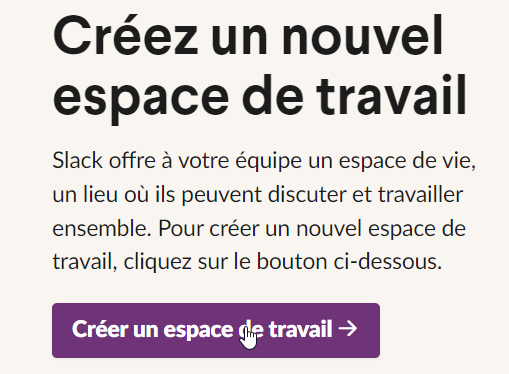 Créez un nouvel
espace de travail
Slack offre à votre équipe un espace de vie,
un lieu où ils peuvent discuter et travailler
ensemble. Pour créer un nouvel espace de
travail, cliquez sur le bouton ci-dessous.
Créer un espace de travail →